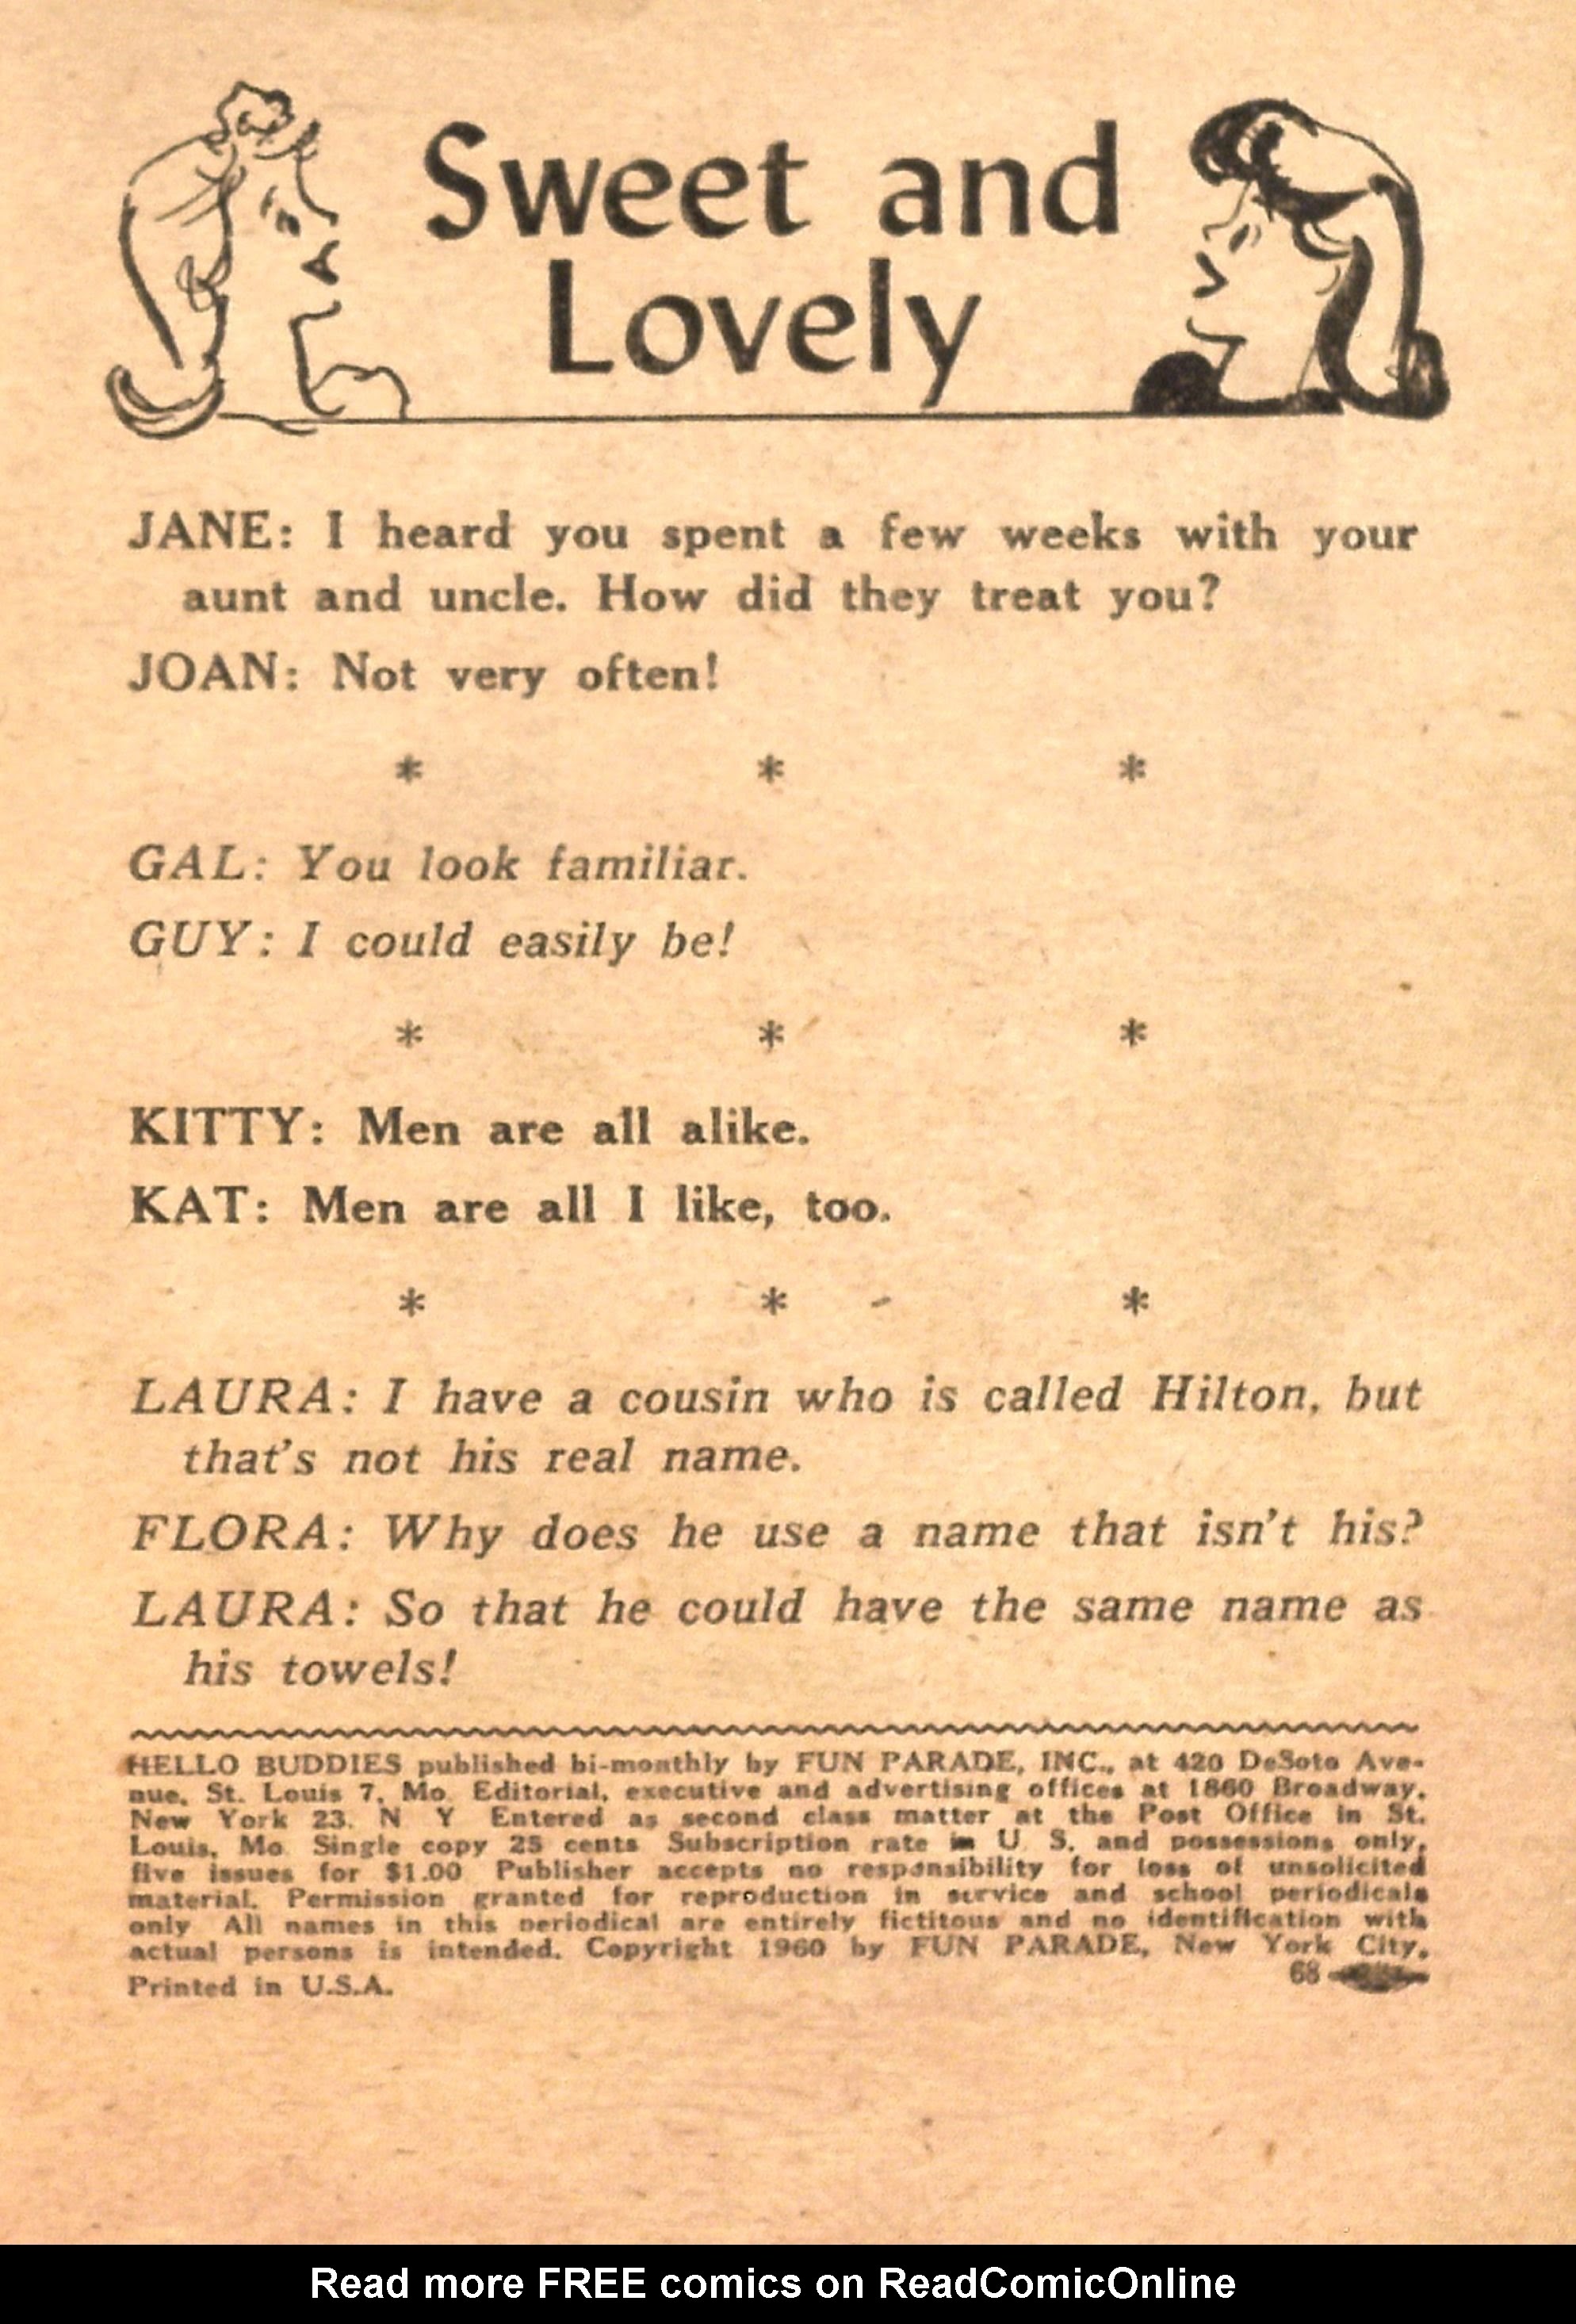 Sweet and
Lovely
JANE: I heard you spent a few weeks with your
aunt and uncle. How did they treat you?
JOAN: Not very often!
* * *
GAL: You look familiar.
GUY: I could easily be!
* * *
KITTY: Men are all alike.
KAT: Men are all I like, too.
* * *
LAURA: I have a cousin who is called Hilton, but
that's not his real name.
FLORA: Why does he use a name that isn't his?
LAURA: So that he could have the same name as
his towels!
HELLO BUDDIES published bi-monthly by FUN PARADE, INC., at 420 DeSoto Ave-
nue, St. Louis 7, Mo. Editorial, executive and advertising offices at 1860 Broadway,
New York 23. N Y Entered as second class matter at the Post Office in St.
Louis, Mo. Single copy 25 cents Subscription rate in U. S. and possessions only,
five issues for $1.00 Publisher accepts no responsibility for loss of unsolicited
material. Permission granted for reproduction in service and school periodicals
only All names in this periodical are entirely fictitous and no identification with
actual persons is intended. Copyright 1960 by FUN PARADE, New York City.
Printed in U.S.A. 68
Read more FREE comics on ReadComicOnline